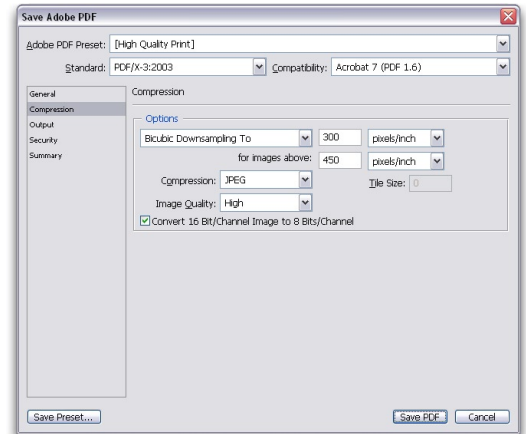 Save Adobe PDF
Adobe PDF Preset: [High Quality Print]
Standard: PDF/X-3:2003 Compatibility: Acrobat 7 (PDF 1.6)
General
Compression
Output
Security
Summary
Compression
Options
Bicubic Downsampling To 300 pixels/inch
for images above: 450 pixels/inch
Compression: JPEG Tile Size: 0
Image Quality: High
Convert 16 Bit/Channel Image to 8 Bits/Channel
Save Preset... Save PDF Cancel